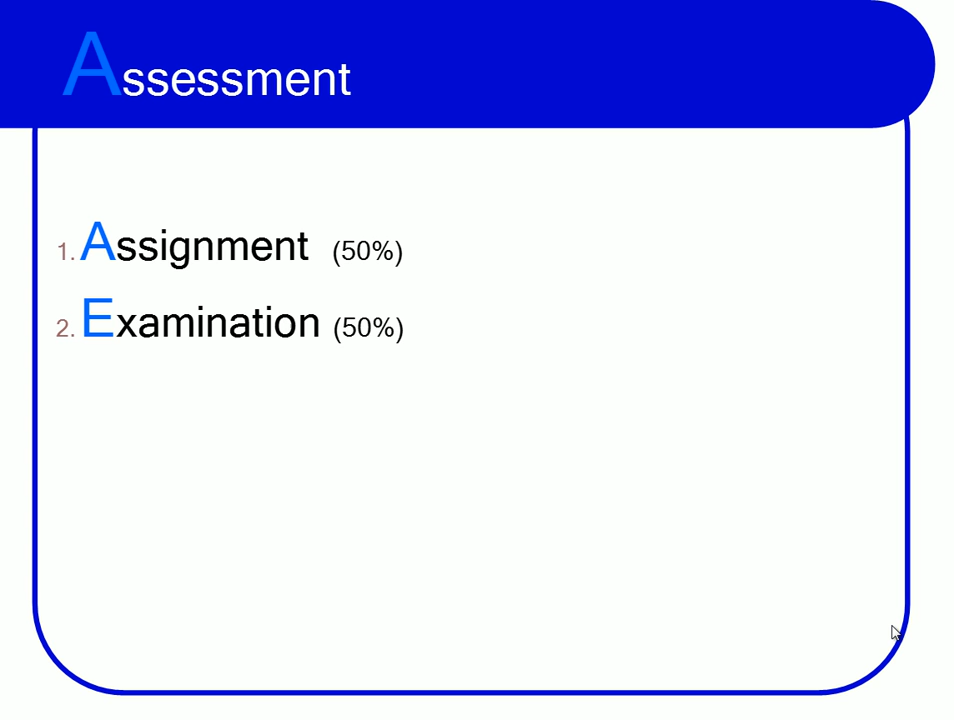 Assessment
1. Assignment (50%)
2. Examination (50%)